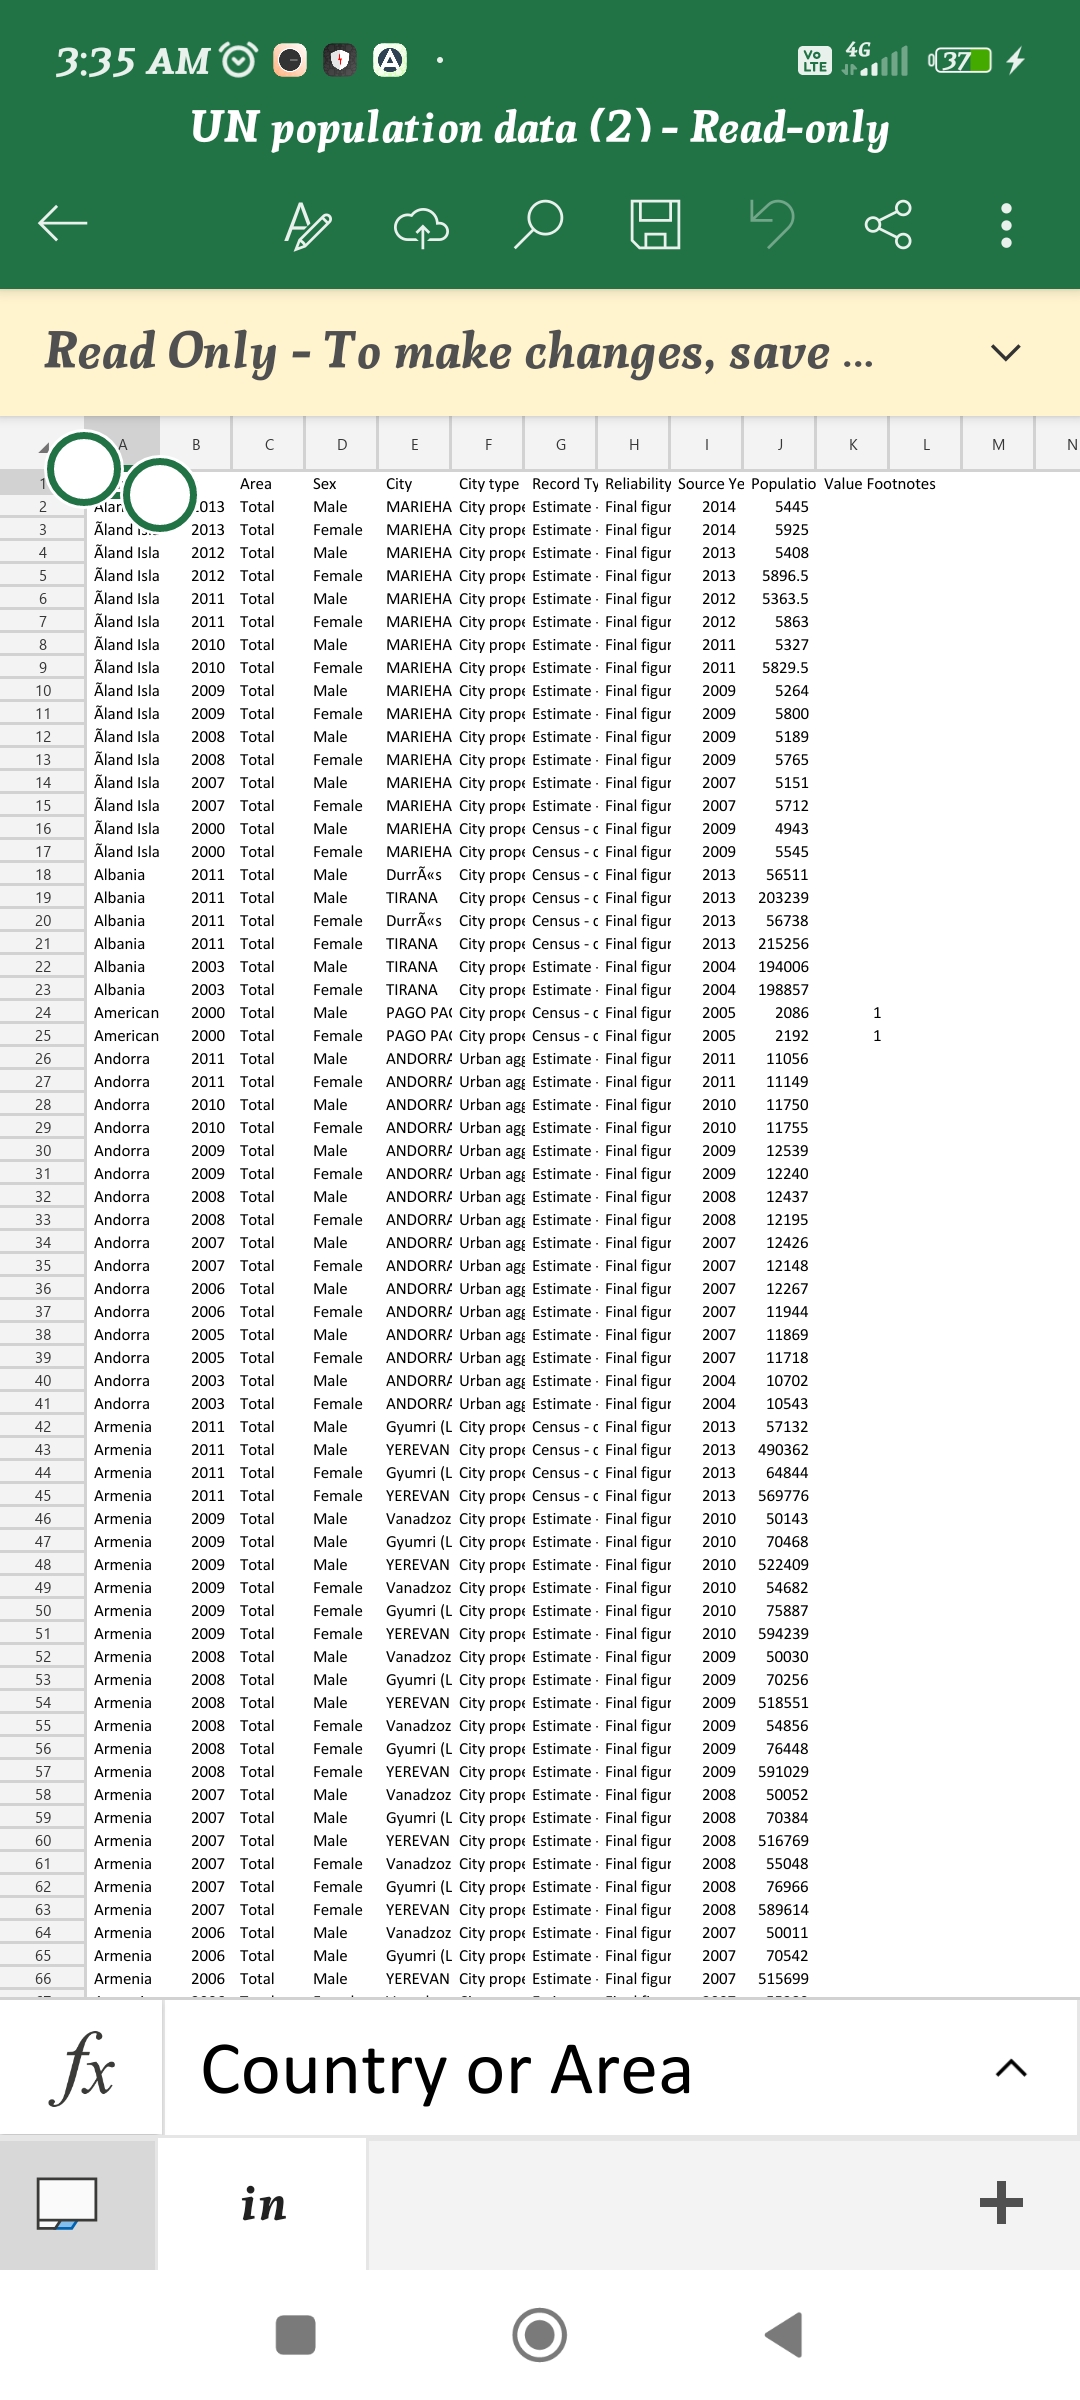 3:35 AM Vo LTE 4G 37
UN population data (2) - Read-only
Read Only - To make changes, save ...
A B C D E F G H I J K L M N
1 Area Sex City City type Record Ty Reliability Source Ye Populatio Value Footnotes
2 2013 Total Male MARIEHA City prope Estimate - Final figur 2014 5445
3 Ãland Isla 2013 Total Female MARIEHA City prope Estimate - Final figur 2014 5925
4 Ãland Isla 2012 Total Male MARIEHA City prope Estimate - Final figur 2013 5408
5 Ãland Isla 2012 Total Female MARIEHA City prope Estimate - Final figur 2013 5896.5
6 Ãland Isla 2011 Total Male MARIEHA City prope Estimate - Final figur 2012 5363.5
7 Ãland Isla 2011 Total Female MARIEHA City prope Estimate - Final figur 2012 5863
8 Ãland Isla 2010 Total Male MARIEHA City prope Estimate - Final figur 2011 5327
9 Ãland Isla 2010 Total Female MARIEHA City prope Estimate - Final figur 2011 5829.5
10 Ãland Isla 2009 Total Male MARIEHA City prope Estimate - Final figur 2009 5264
11 Ãland Isla 2009 Total Female MARIEHA City prope Estimate - Final figur 2009 5800
12 Ãland Isla 2008 Total Male MARIEHA City prope Estimate - Final figur 2009 5189
13 Ãland Isla 2008 Total Female MARIEHA City prope Estimate - Final figur 2009 5765
14 Ãland Isla 2007 Total Male MARIEHA City prope Estimate - Final figur 2007 5151
15 Ãland Isla 2007 Total Female MARIEHA City prope Estimate - Final figur 2007 5712
16 Ãland Isla 2000 Total Male MARIEHA City prope Census - c Final figur 2009 4943
17 Ãland Isla 2000 Total Female MARIEHA City prope Census - c Final figur 2009 5545
18 Albania 2011 Total Male DurrÃ«s City prope Census - c Final figur 2013 56511
19 Albania 2011 Total Male TIRANA City prope Census - c Final figur 2013 203239
20 Albania 2011 Total Female DurrÃ«s City prope Census - c Final figur 2013 56738
21 Albania 2011 Total Female TIRANA City prope Census - c Final figur 2013 215256
22 Albania 2003 Total Male TIRANA City prope Estimate - Final figur 2004 194006
23 Albania 2003 Total Female TIRANA City prope Estimate - Final figur 2004 198857
24 American 2000 Total Male PAGO PAG City prope Census - c Final figur 2005 2086 1
25 American 2000 Total Female PAGO PAG City prope Census - c Final figur 2005 2192 1
26 Andorra 2011 Total Male ANDORRA Urban agg Estimate - Final figur 2011 11056
27 Andorra 2011 Total Female ANDORRA Urban agg Estimate - Final figur 2011 11149
28 Andorra 2010 Total Male ANDORRA Urban agg Estimate - Final figur 2010 11750
29 Andorra 2010 Total Female ANDORRA Urban agg Estimate - Final figur 2010 11755
30 Andorra 2009 Total Male ANDORRA Urban agg Estimate - Final figur 2009 12539
31 Andorra 2009 Total Female ANDORRA Urban agg Estimate - Final figur 2009 12240
32 Andorra 2008 Total Male ANDORRA Urban agg Estimate - Final figur 2008 12437
33 Andorra 2008 Total Female ANDORRA Urban agg Estimate - Final figur 2008 12195
34 Andorra 2007 Total Male ANDORRA Urban agg Estimate - Final figur 2007 12426
35 Andorra 2007 Total Female ANDORRA Urban agg Estimate - Final figur 2007 12148
36 Andorra 2006 Total Male ANDORRA Urban agg Estimate - Final figur 2007 12267
37 Andorra 2006 Total Female ANDORRA Urban agg Estimate - Final figur 2007 11944
38 Andorra 2005 Total Male ANDORRA Urban agg Estimate - Final figur 2007 11869
39 Andorra 2005 Total Female ANDORRA Urban agg Estimate - Final figur 2007 11718
40 Andorra 2003 Total Male ANDORRA Urban agg Estimate - Final figur 2004 10702
41 Andorra 2003 Total Female ANDORRA Urban agg Estimate - Final figur 2004 10543
42 Armenia 2011 Total Male Gyumri (L City prope Census - c Final figur 2013 57132
43 Armenia 2011 Total Male YEREVAN City prope Census - c Final figur 2013 490362
44 Armenia 2011 Total Female Gyumri (L City prope Census - c Final figur 2013 64844
45 Armenia 2011 Total Female YEREVAN City prope Census - c Final figur 2013 569776
46 Armenia 2009 Total Male Vanadzoz City prope Estimate - Final figur 2010 50143
47 Armenia 2009 Total Male Gyumri (L City prope Estimate - Final figur 2010 70468
48 Armenia 2009 Total Male YEREVAN City prope Estimate - Final figur 2010 522409
49 Armenia 2009 Total Female Vanadzoz City prope Estimate - Final figur 2010 54682
50 Armenia 2009 Total Female Gyumri (L City prope Estimate - Final figur 2010 75887
51 Armenia 2009 Total Female YEREVAN City prope Estimate - Final figur 2010 594239
52 Armenia 2008 Total Male Vanadzoz City prope Estimate - Final figur 2009 50030
53 Armenia 2008 Total Male Gyumri (L City prope Estimate - Final figur 2009 70256
54 Armenia 2008 Total Male YEREVAN City prope Estimate - Final figur 2009 518551
55 Armenia 2008 Total Female Vanadzoz City prope Estimate - Final figur 2009 54856
56 Armenia 2008 Total Female Gyumri (L City prope Estimate - Final figur 2009 76448
57 Armenia 2008 Total Female YEREVAN City prope Estimate - Final figur 2009 591029
58 Armenia 2007 Total Male Vanadzoz City prope Estimate - Final figur 2008 50052
59 Armenia 2007 Total Male Gyumri (L City prope Estimate - Final figur 2008 70384
60 Armenia 2007 Total Male YEREVAN City prope Estimate - Final figur 2008 516769
61 Armenia 2007 Total Female Vanadzoz City prope Estimate - Final figur 2008 55048
62 Armenia 2007 Total Female Gyumri (L City prope Estimate - Final figur 2008 76966
63 Armenia 2007 Total Female YEREVAN City prope Estimate - Final figur 2008 589614
64 Armenia 2006 Total Male Vanadzoz City prope Estimate - Final figur 2007 50011
65 Armenia 2006 Total Male Gyumri (L City prope Estimate - Final figur 2007 70542
66 Armenia 2006 Total Male YEREVAN City prope Estimate - Final figur 2007 515699
fx Country or Area
in